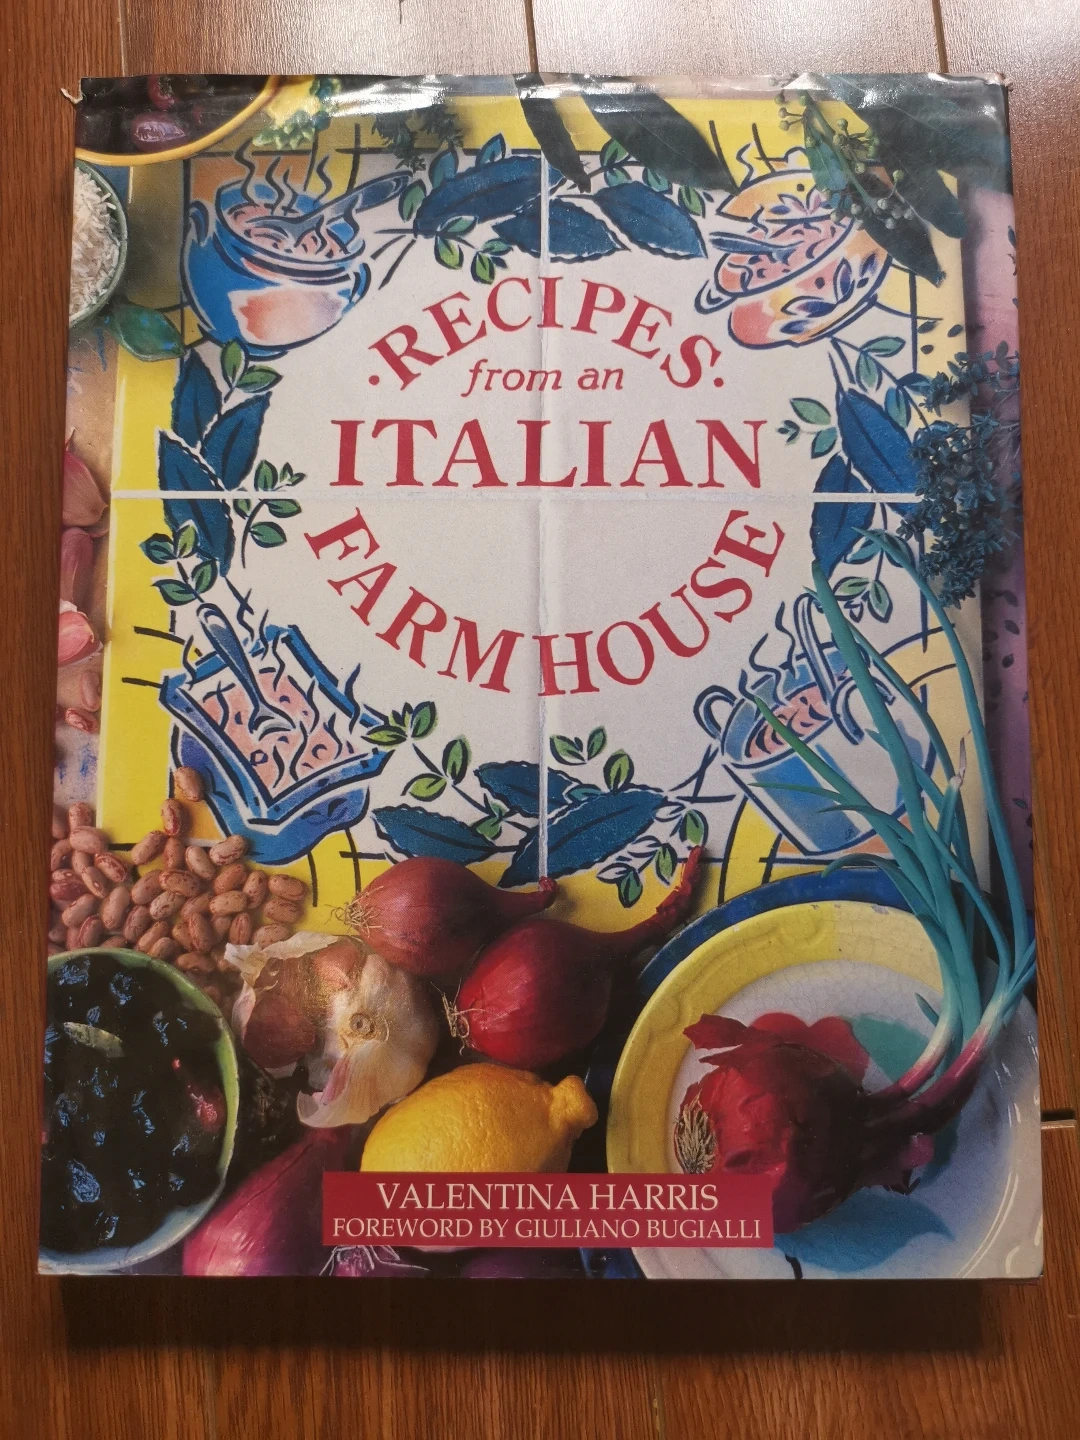 ·RECIPES·
from an
ITALIAN
FARMHOUSE
VALENTINA HARRIS
FOREWORD BY GIULIANO BUGIALLI